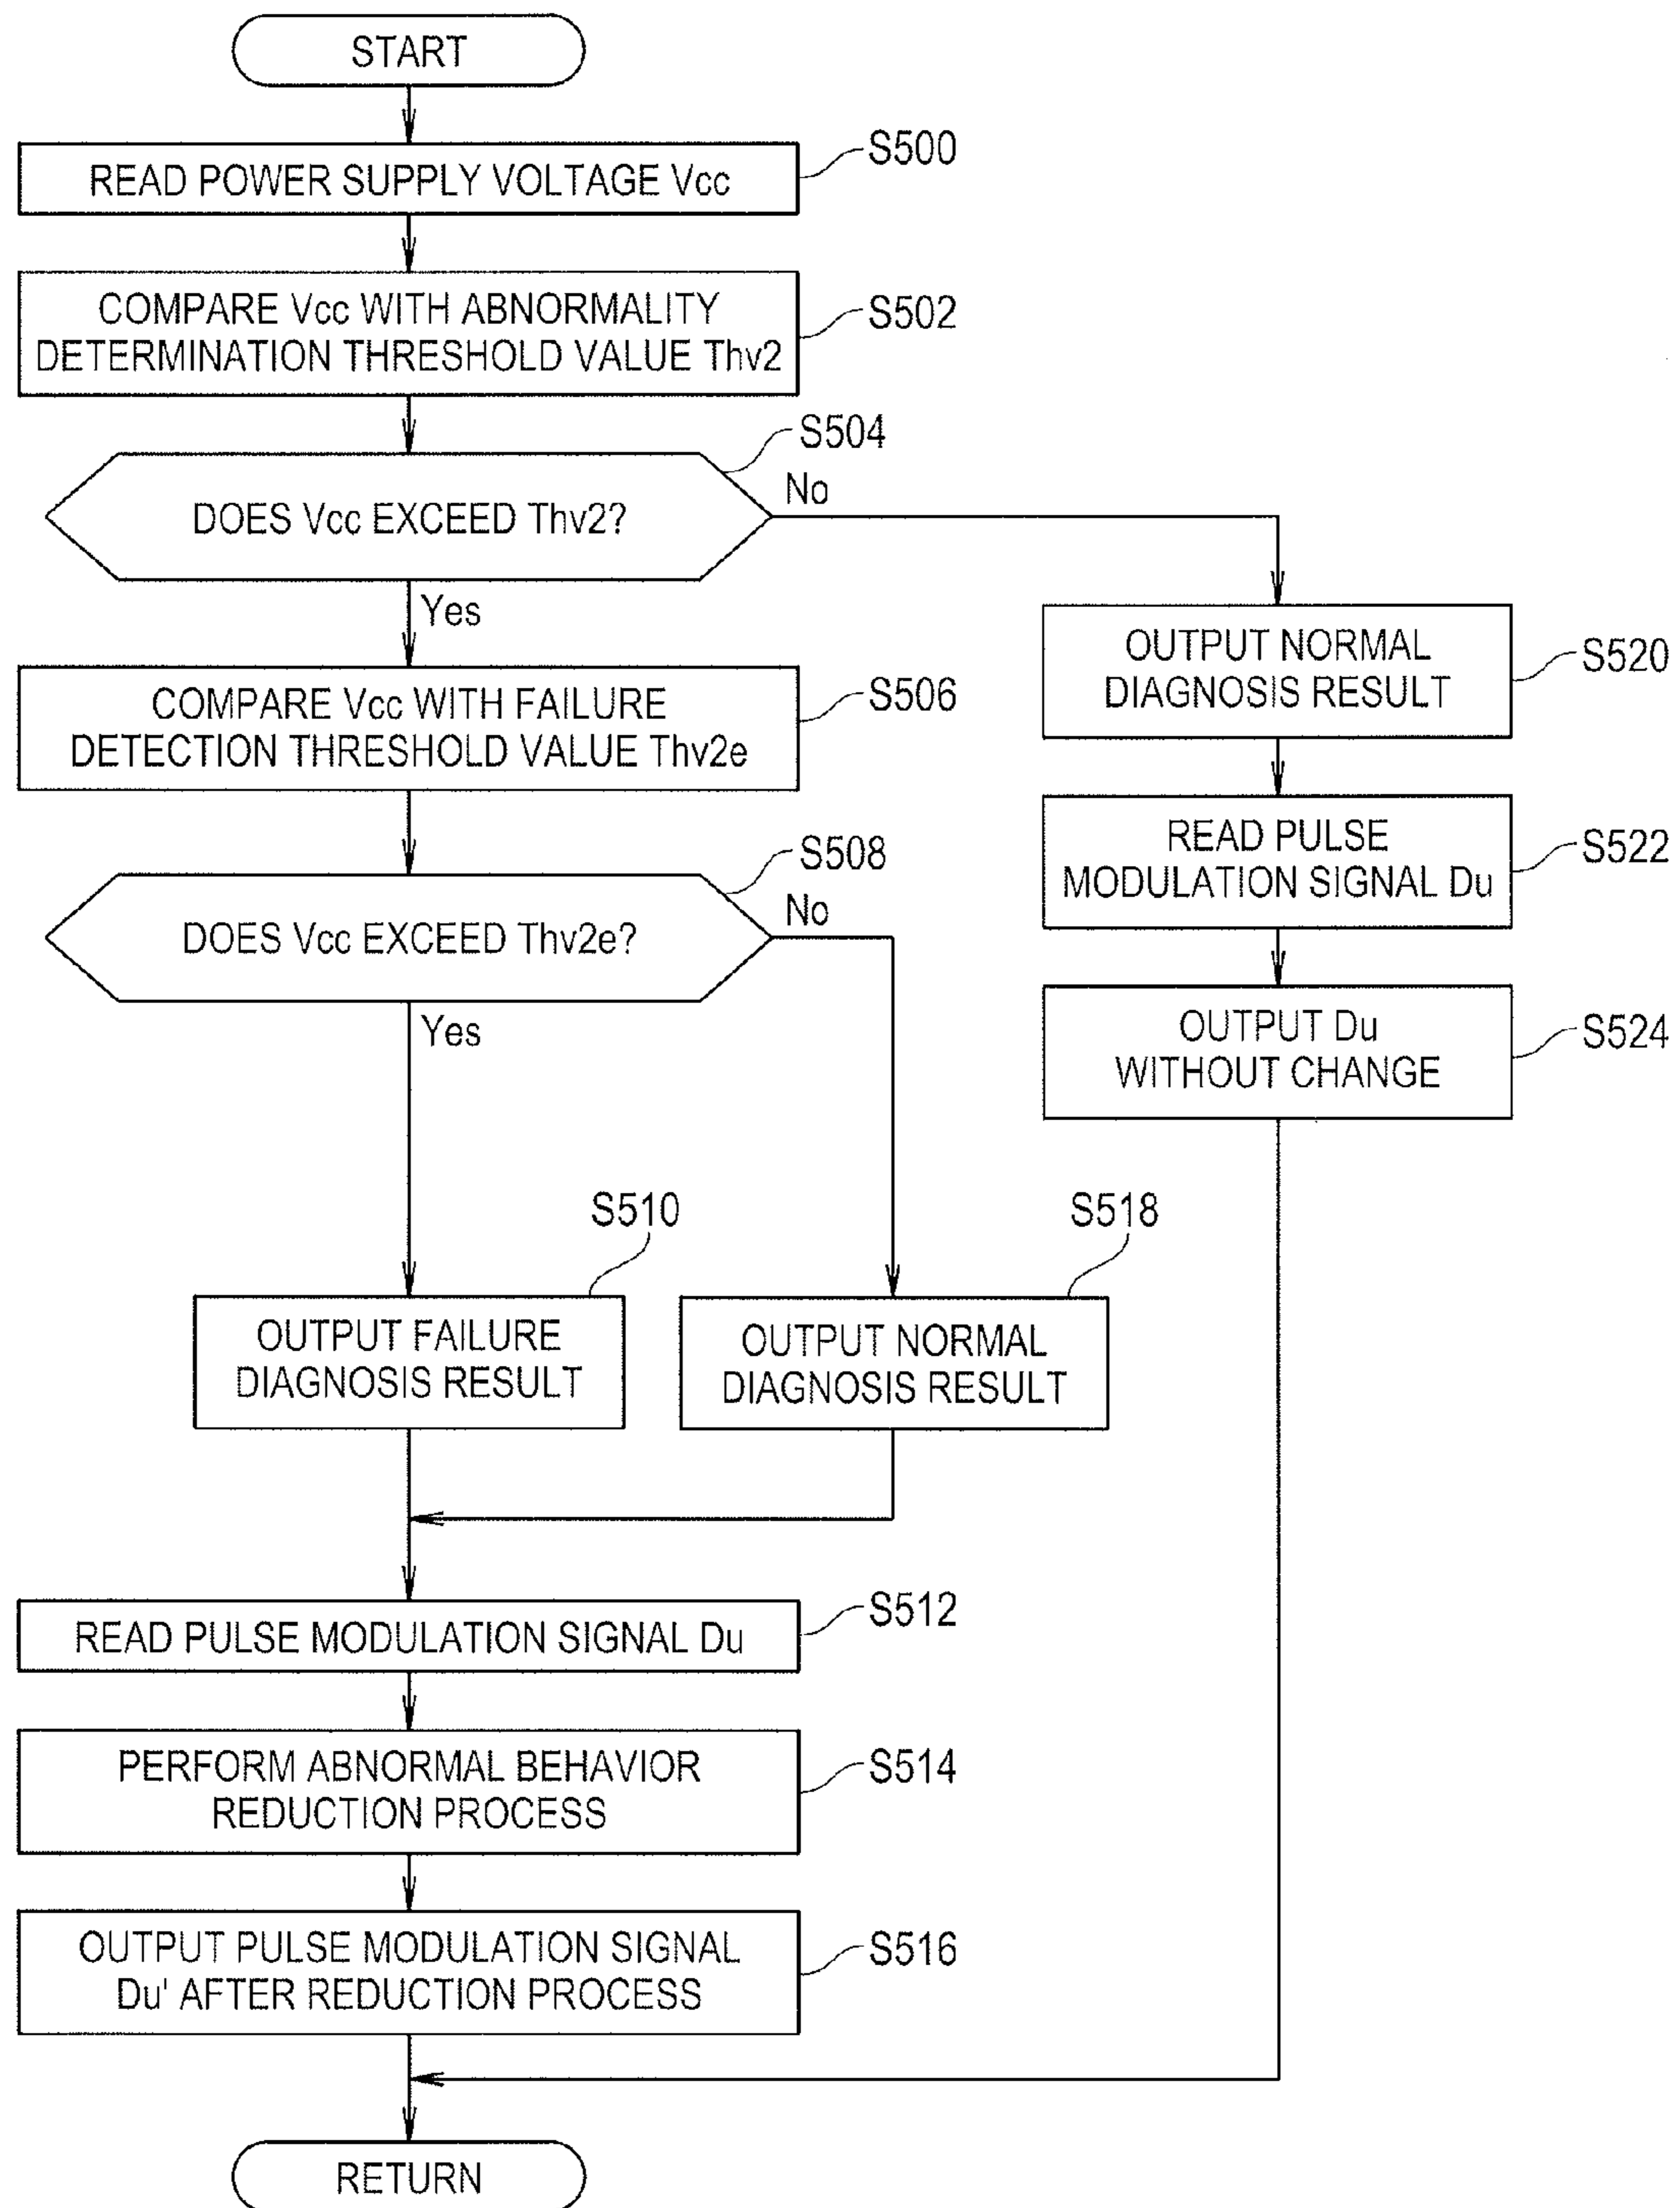 START
READ POWER SUPPLY VOLTAGE Vcc
S500
COMPARE Vcc WITH ABNORMALITY
DETERMINATION THRESHOLD VALUE Thv2
S502
S504
DOES Vcc EXCEED Thv2?
No
Yes
COMPARE Vcc WITH FAILURE
DETECTION THRESHOLD VALUE Thv2e
S506
OUTPUT NORMAL
DIAGNOSIS RESULT
S520
READ PULSE
MODULATION SIGNAL Du
S522
S508
DOES Vcc EXCEED Thv2e?
No
Yes
OUTPUT Du
WITHOUT CHANGE
S524
S510
OUTPUT FAILURE
DIAGNOSIS RESULT
S518
OUTPUT NORMAL
DIAGNOSIS RESULT
READ PULSE MODULATION SIGNAL Du
S512
PERFORM ABNORMAL BEHAVIOR
REDUCTION PROCESS
S514
OUTPUT PULSE MODULATION SIGNAL
Du' AFTER REDUCTION PROCESS
S516
RETURN